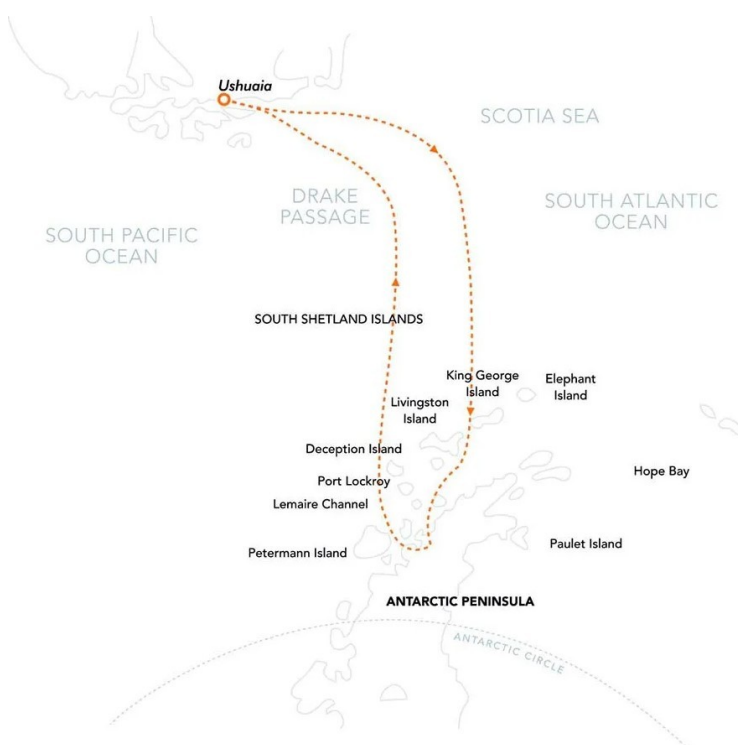 Ushuaia
SCOTIA SEA
DRAKE
PASSAGE
SOUTH ATLANTIC
OCEAN
SOUTH PACIFIC
OCEAN
SOUTH SHETLAND ISLANDS
King George
Island
Elephant
Island
Livingston
Island
Deception Island
Hope Bay
Port Lockroy
Lemaire Channel
Petermann Island
Paulet Island
ANTARCTIC PENINSULA
ANTARCTIC CIRCLE